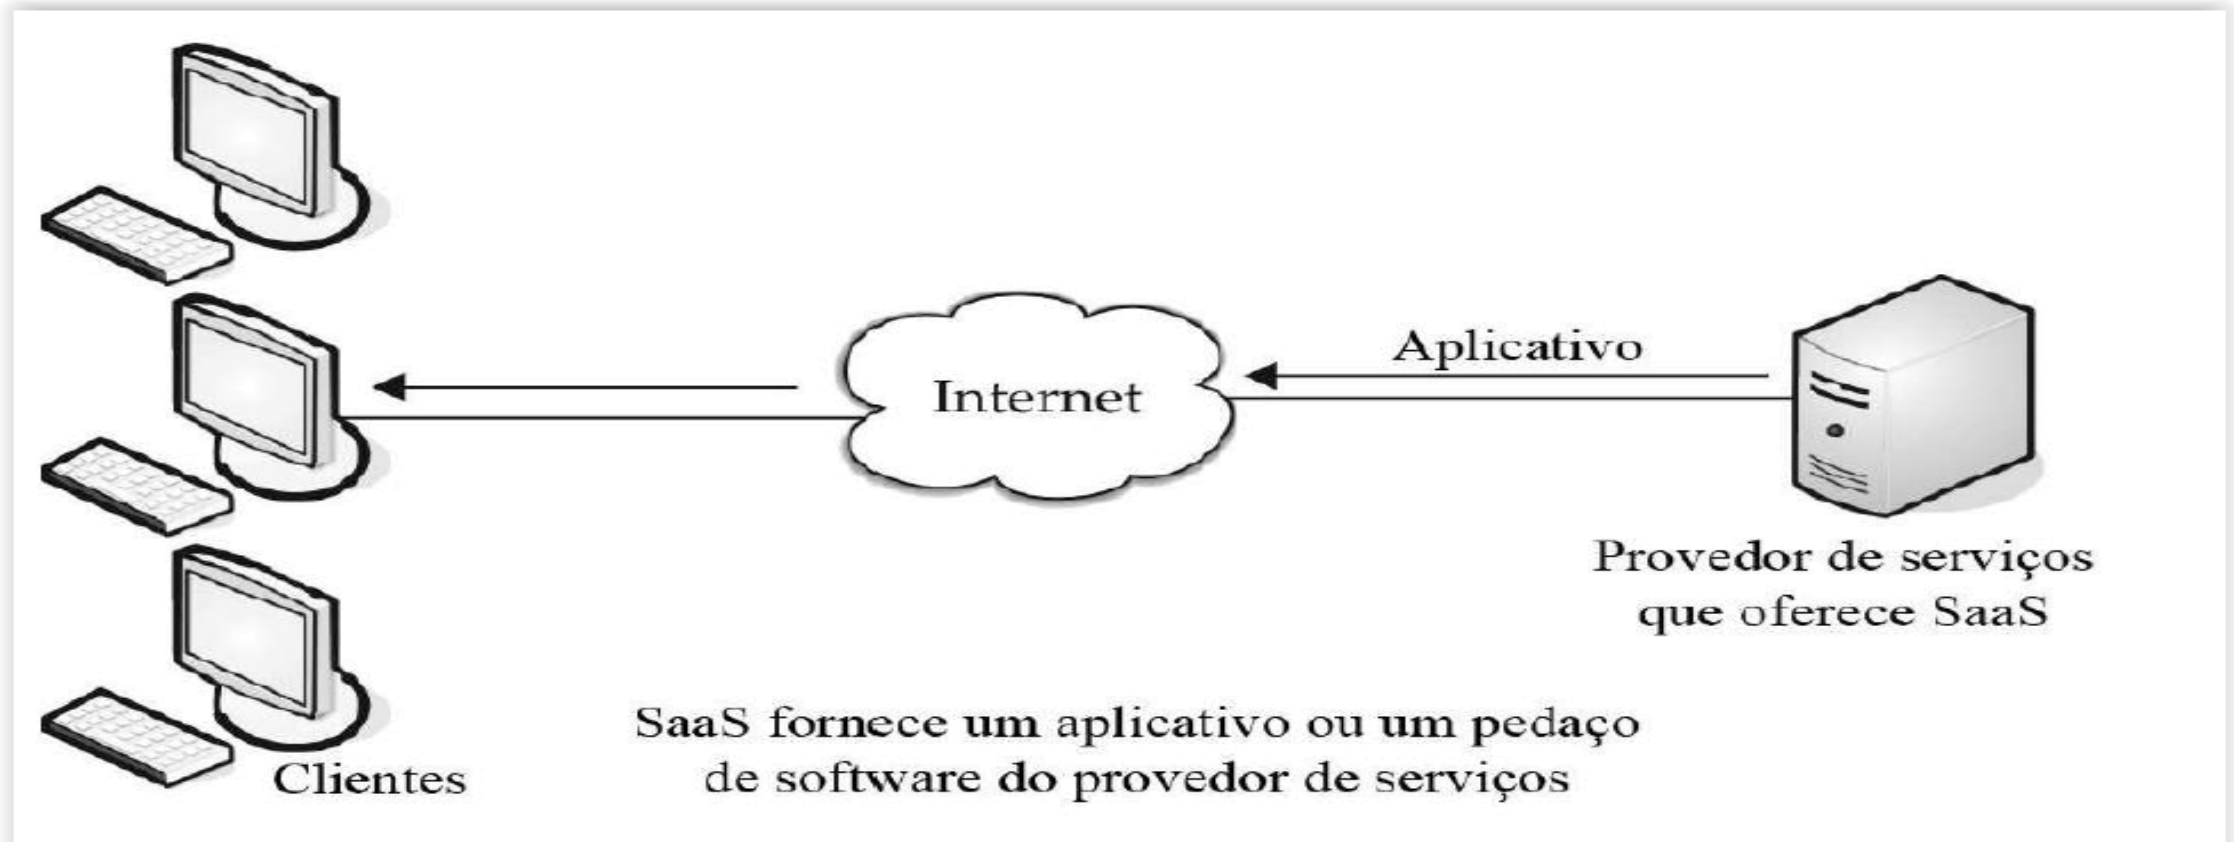 Aplicativo
Internet
Provedor de serviços
que oferece SaaS
SaaS fornece um aplicativo ou um pedaço
de software do provedor de serviços
Clientes